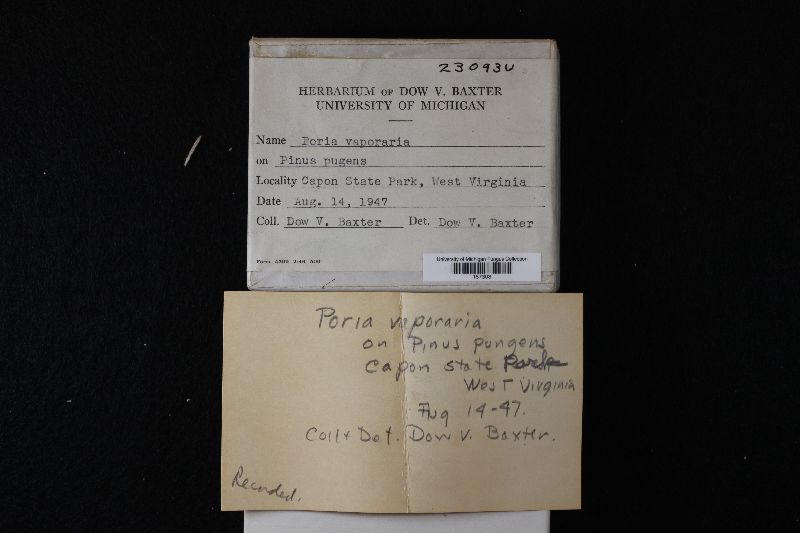 23093U
HERBARIUM OF DOW V. BAXTER
UNIVERSITY OF MICHIGAN
Name Poria vaporaria
on Pinus pugens
Locality Capon State Park, West Virginia
Date Aug. 14, 1947
Coll. Dow V. Baxter Det. Dow V. Baxter
University of Michigan Fungus Collection
Poria vaporaria
on Pinus pungens
Capon state Park
West Virginia
Aug 14-47.
Coll & Det. Dow V. Baxter.
Recorded.